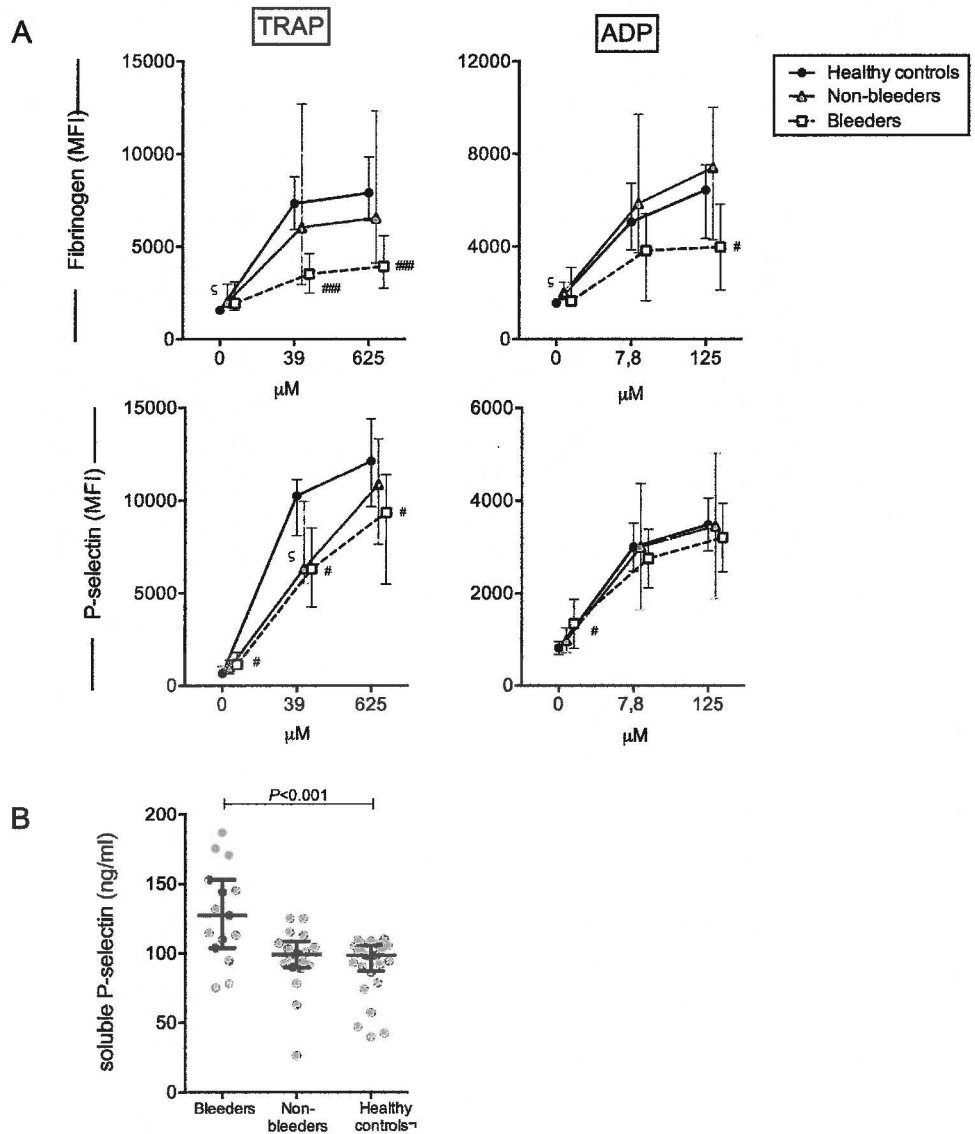 A
TRAP
ADP
Healthy controls
Non-bleeders
Bleeders
Fibrinogen (MFI)
15000
10000
5000
0
ς
###
###
0
39
625
μM
12000
8000
4000
0
ς
#
0
7,8
125
μM
P-selectin (MFI)
15000
10000
5000
0
#
ς
#
#
0
39
625
μM
6000
4000
2000
0
#
0
7,8
125
μM
B
P<0.001
soluble P-selectin (ng/ml)
200
150
100
50
0
Bleeders
Non-
bleeders
Healthy
controls¬